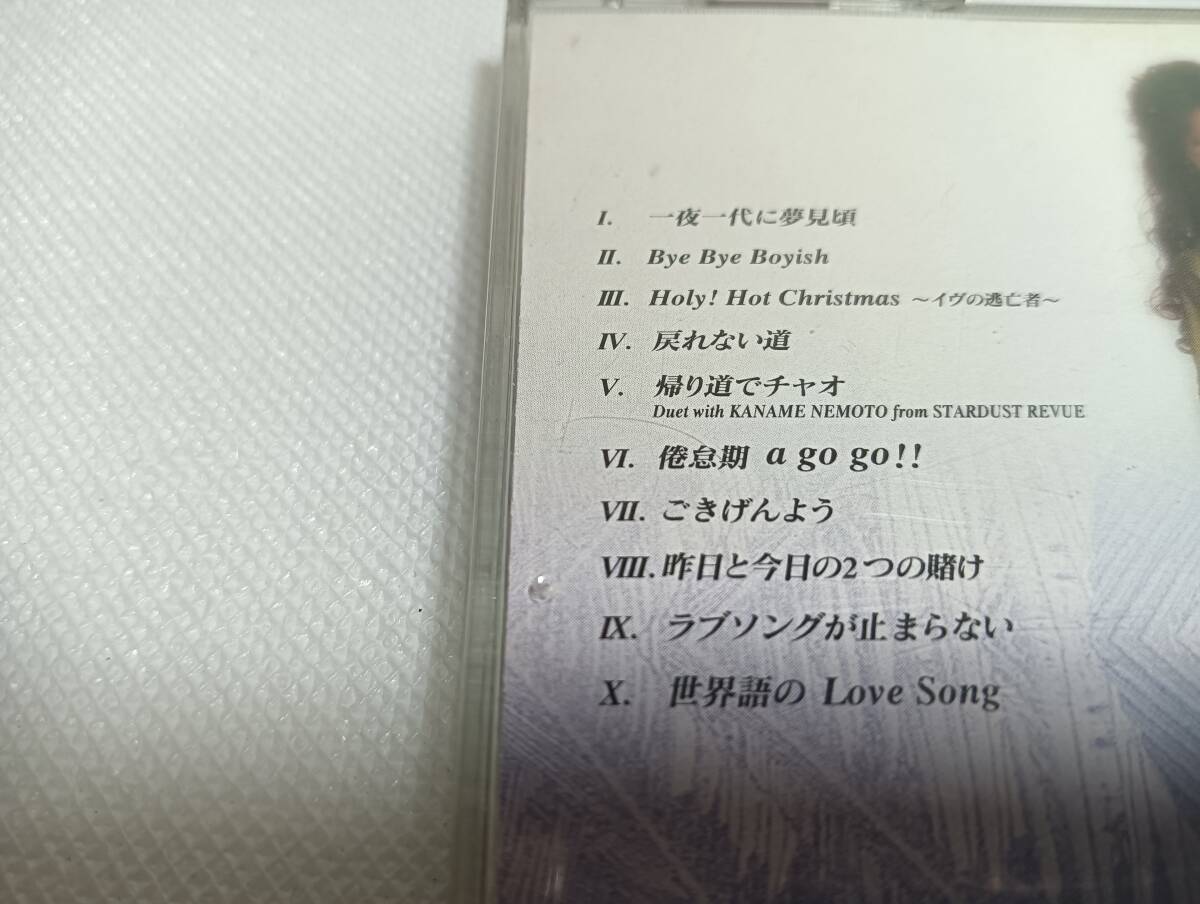 I. 一夜一代に夢見頃
II. Bye Bye Boyish
III. Holy! Hot Christmas ～イヴの逃亡者～
IV. 戻れない道
V. 帰り道でチャオ
Duet with KANAME NEMOTO from STARDUST REVUE
VI. 倦怠期 a go go!!
VII. ごきげんよう
VIII. 昨日と今日の2つの賭け
IX. ラブソングが止まらない
X. 世界語の Love Song